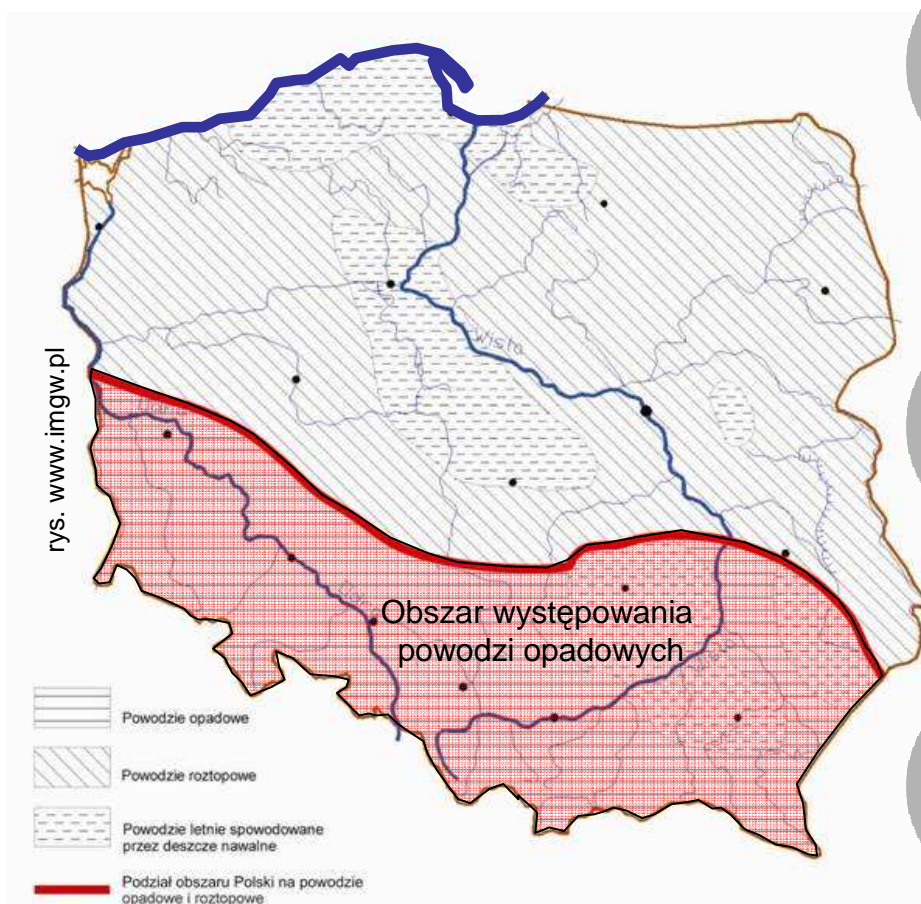 rys. www.imgw.pl
Wisła
Obszar występowania
powodzi opadowych
Powodzie opadowe
Powodzie roztopowe
Powodzie letnie spowodowane
przez deszcze nawalne
Podział obszaru Polski na powodzie
opadowe i roztopowe